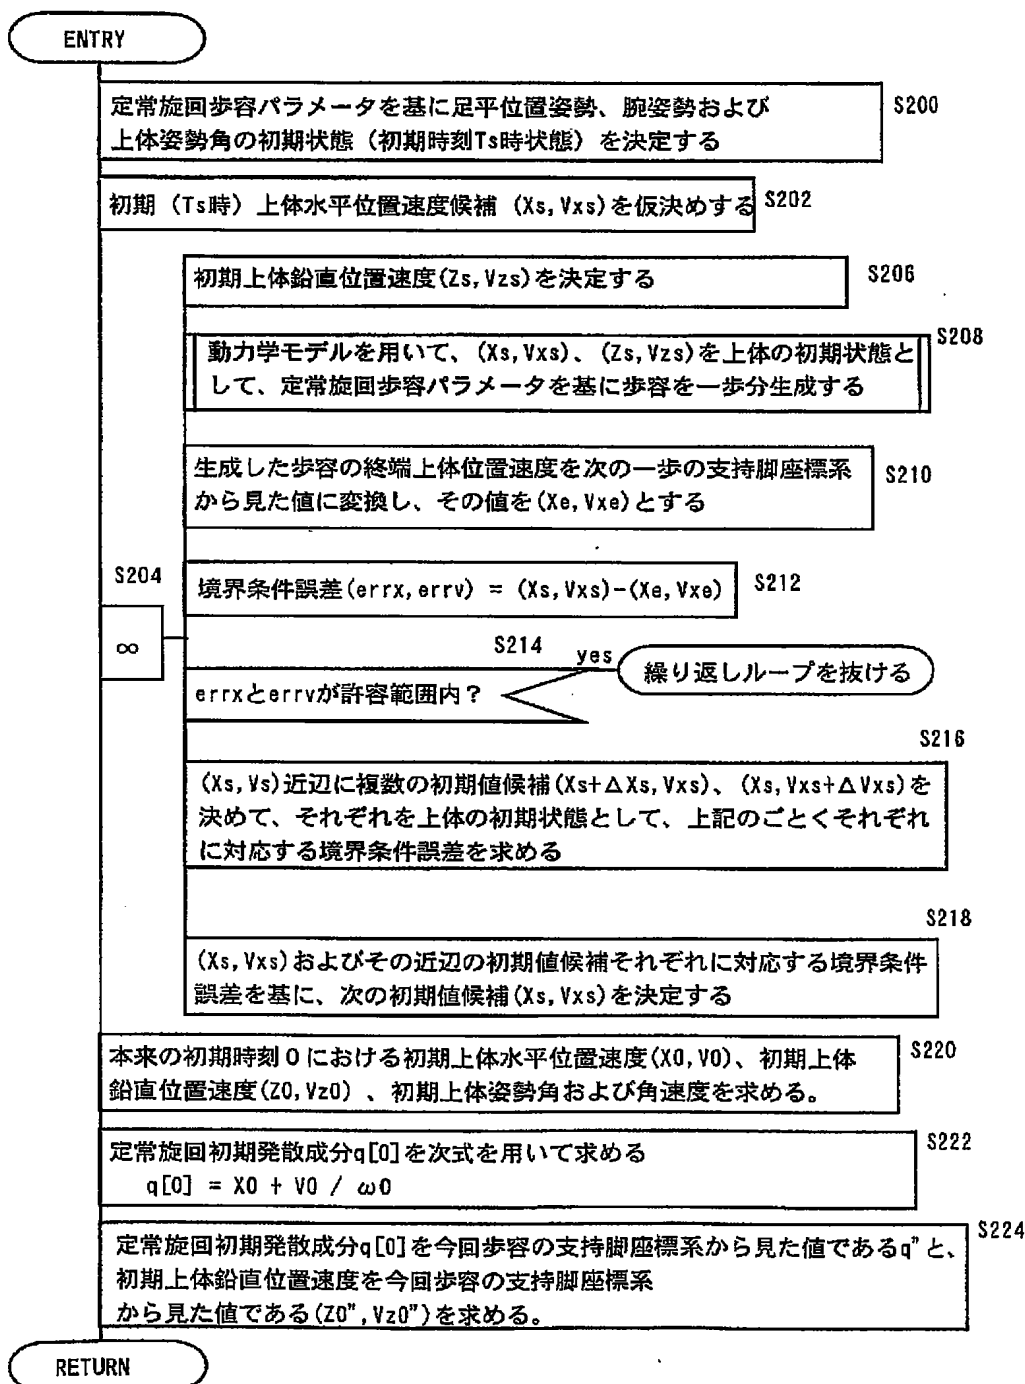 ENTRY
定常旋回歩容パラメータを基に足平位置姿勢、腕姿勢および
上体姿勢角の初期状態（初期時刻Ts時状態）を決定する
S200
初期（Ts時）上体水平位置速度候補（Xs,Vxs)を仮決めする
S202
初期上体鉛直位置速度(Zs,Vzs)を決定する
S206
動力学モデルを用いて、(Xs,Vxs)、(Zs,Vzs)を上体の初期状態と
して、定常旋回歩容パラメータを基に歩容を一歩分生成する
S208
生成した歩容の終端上体位置速度を次の一歩の支持脚座標系
から見た値に変換し、その値を(Xe,Vxe)とする
S210
S204
∞
境界条件誤差(errx,errv) = (Xs,Vxs)-(Xe,Vxe)
S212
S214
errxとerrvが許容範囲内？
yes
繰り返しループを抜ける
S216
(Xs,Vs)近辺に複数の初期値候補(Xs+ΔXs,Vxs)、(Xs,Vxs+ΔVxs)を
決めて、それぞれを上体の初期状態として、上記のごとくそれぞれ
に対応する境界条件誤差を求める
S218
(Xs,Vxs)およびその近辺の初期値候補それぞれに対応する境界条件
誤差を基に、次の初期値候補(Xs,Vxs)を決定する
本来の初期時刻０における初期上体水平位置速度(X0,V0)、初期上体
鉛直位置速度(Z0,Vz0)、初期上体姿勢角および角速度を求める。
S220
定常旋回初期発散成分q[0]を次式を用いて求める
q[0] = X0 + V0 / ω0
S222
定常旋回初期発散成分q[0]を今回歩容の支持脚座標系から見た値であるq"と、
初期上体鉛直位置速度を今回歩容の支持脚座標系
から見た値である(Z0",Vz0")を求める。
S224
RETURN